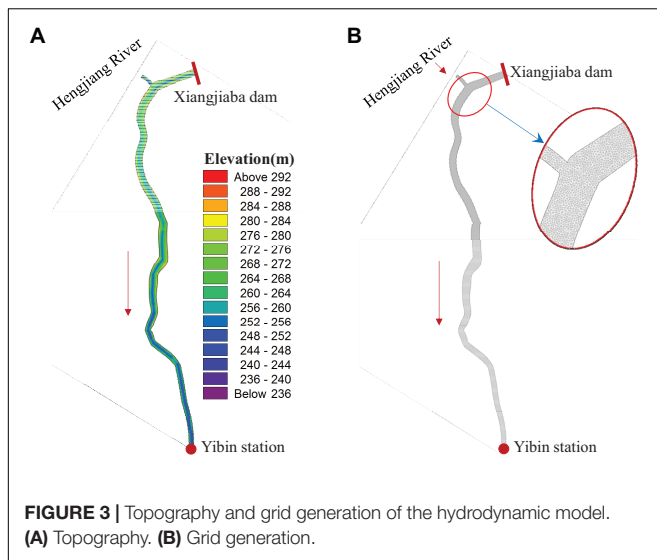 A
Hengjiang River
Xiangjiaba dam
Elevation(m)
Above 292
288 - 292
284 - 288
280 - 284
276 - 280
272 - 276
268 - 272
264 - 268
260 - 264
256 - 260
252 - 256
248 - 252
244 - 248
240 - 244
236 - 240
Below 236
Yibin station
B
Hengjiang River
Xiangjiaba dam
Yibin station
FIGURE 3 | Topography and grid generation of the hydrodynamic model.
(A) Topography. (B) Grid generation.